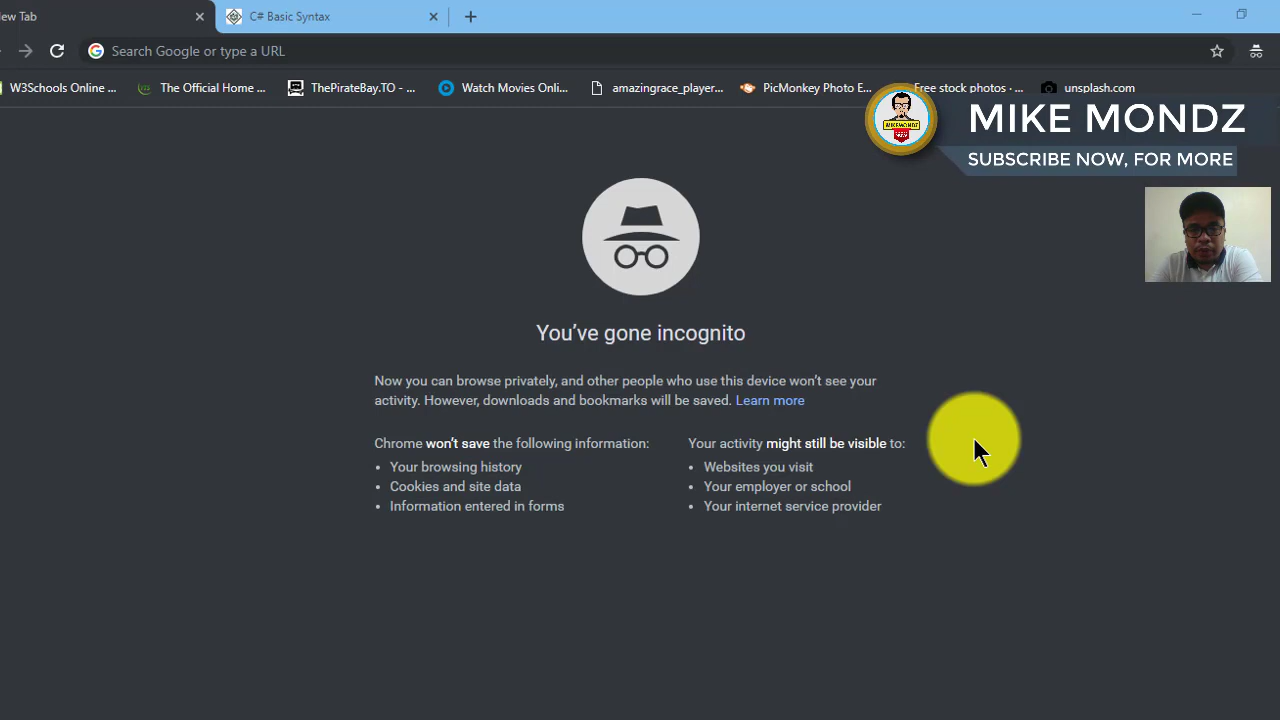 ew Tab
C# Basic Syntax
Search Google or type a URL
W3Schools Online ...
The Official Home ...
ThePirateBay.TO - ...
Watch Movies Onli...
amazingrace_player...
PicMonkey Photo E...
Free stock photos · ...
unsplash.com
MIKE MONDZ
SUBSCRIBE NOW, FOR MORE
MIKEMONDZ
You've gone incognito
Now you can browse privately, and other people who use this device won't see your
activity. However, downloads and bookmarks will be saved. Learn more
Chrome won't save the following information:
• Your browsing history
• Cookies and site data
• Information entered in forms
Your activity might still be visible to:
• Websites you visit
• Your employer or school
• Your internet service provider